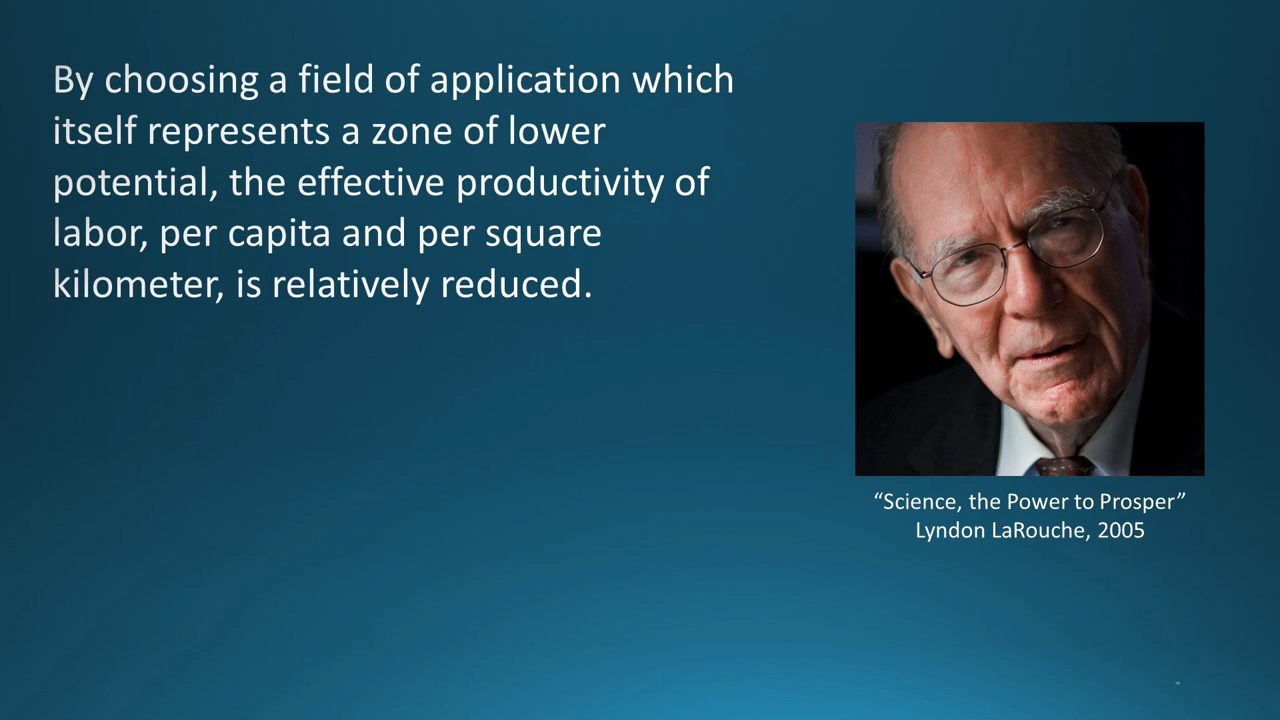 By choosing a field of application which
itself represents a zone of lower
potential, the effective productivity of
labor, per capita and per square
kilometer, is relatively reduced.
“Science, the Power to Prosper”
Lyndon LaRouche, 2005